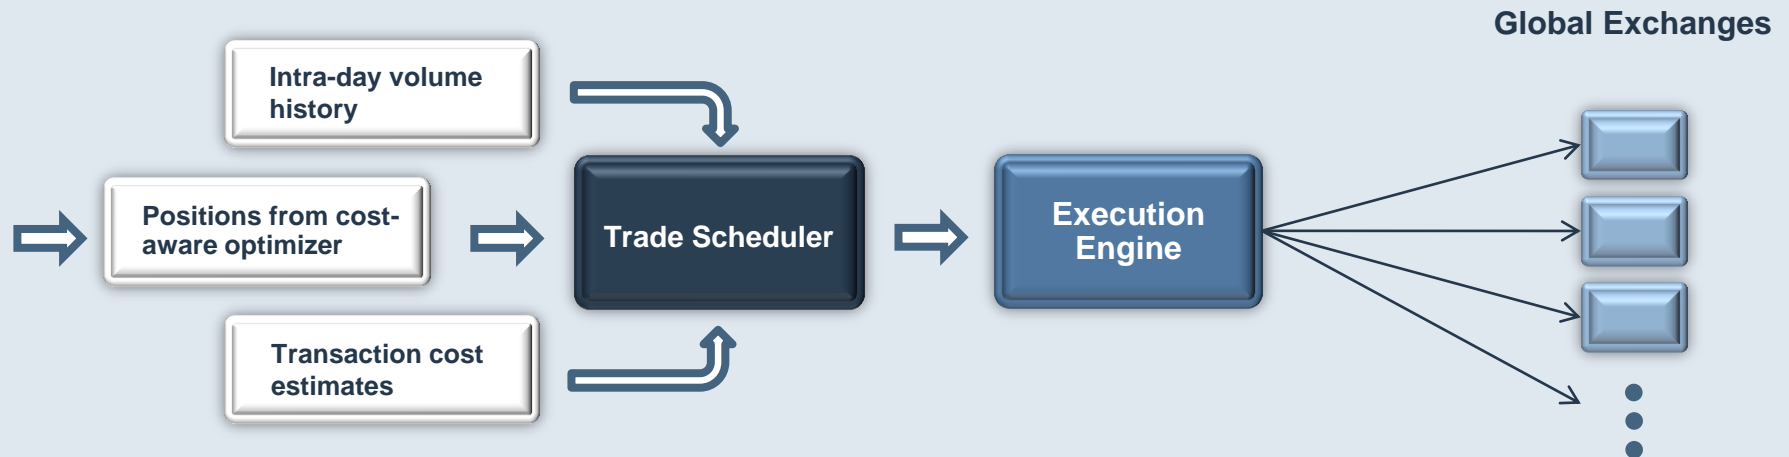 Global Exchanges
Intra-day volume
history
Positions from cost-
aware optimizer
Trade Scheduler
Execution
Engine
Transaction cost
estimates